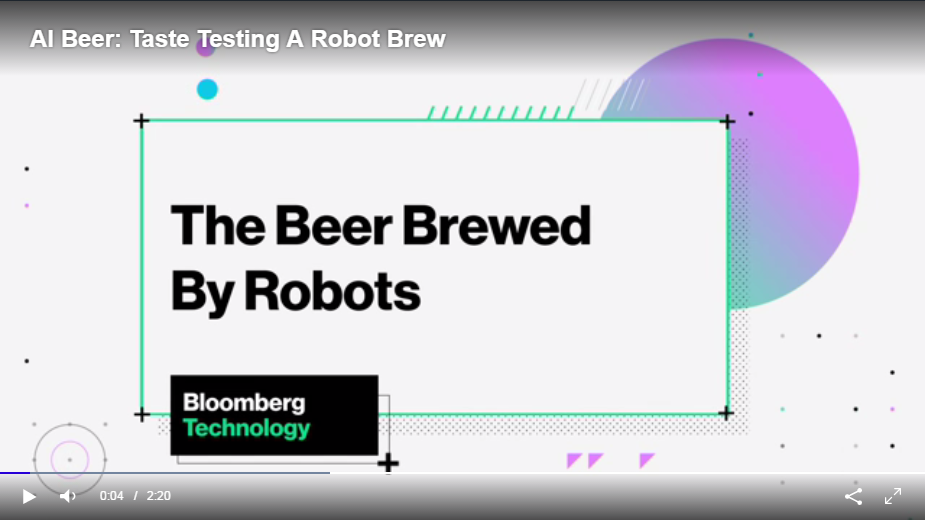 AI Beer: Taste Testing A Robot Brew
The Beer Brewed
By Robots
Bloomberg
Technology
0:04 / 2:20